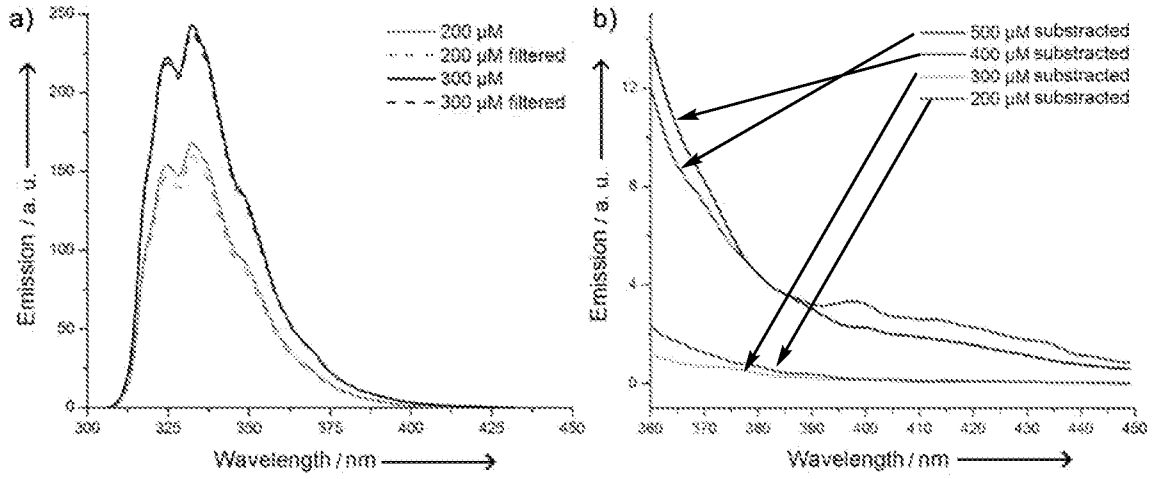 a)
Emission / a. u.
250
200
150
100
50
0
300 325 350 375 400 425 450
Wavelength / nm
200 µM
200 µM filtered
300 µM
300 µM filtered
b)
Emission / a. u.
12
8
4
0
360 370 380 390 400 410 420 430 440 450
Wavelength / nm
500 µM substracted
400 µM substracted
300 µM substracted
200 µM substracted